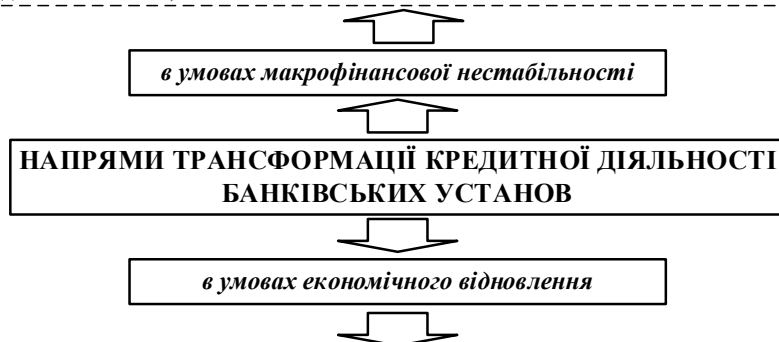 в умовах макрофінансової нестабільності
НАПРЯМИ ТРАНСФОРМАЦІЇ КРЕДИТНОЇ ДІЯЛЬНОСТІ
БАНКІВСЬКИХ УСТАНОВ
в умовах економічного відновлення